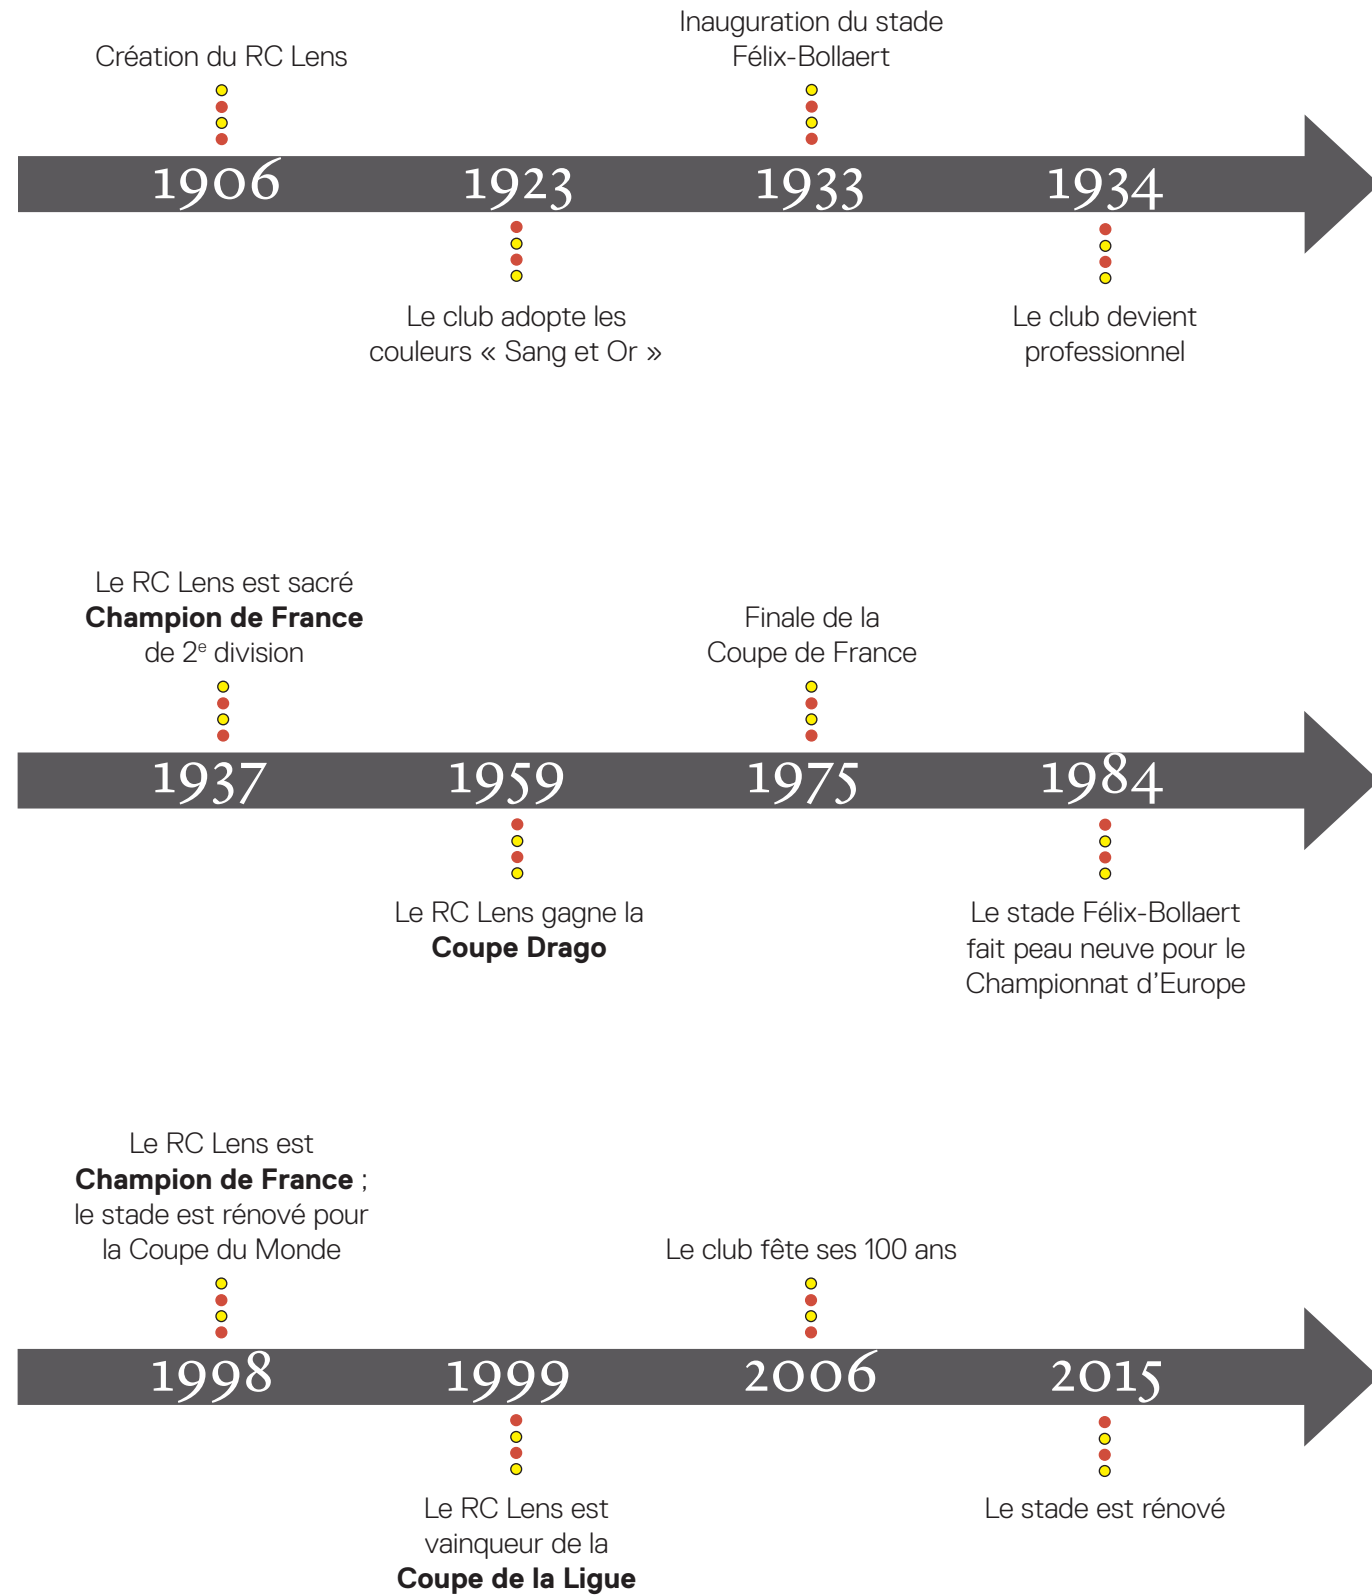 Création du RC Lens
Inauguration du stade
Félix-Bollaert
1906
1923
1933
1934
Le club adopte les
couleurs « Sang et Or »
Le club devient
professionnel
Le RC Lens est sacré
Champion de France
de 2e division
Finale de la
Coupe de France
1937
1959
1975
1984
Le RC Lens gagne la
Coupe Drago
Le stade Félix-Bollaert
fait peau neuve pour le
Championnat d’Europe
Le RC Lens est
Champion de France ;
le stade est rénové pour
la Coupe du Monde
Le club fête ses 100 ans
1998
1999
2006
2015
Le RC Lens est
vainqueur de la
Coupe de la Ligue
Le stade est rénové